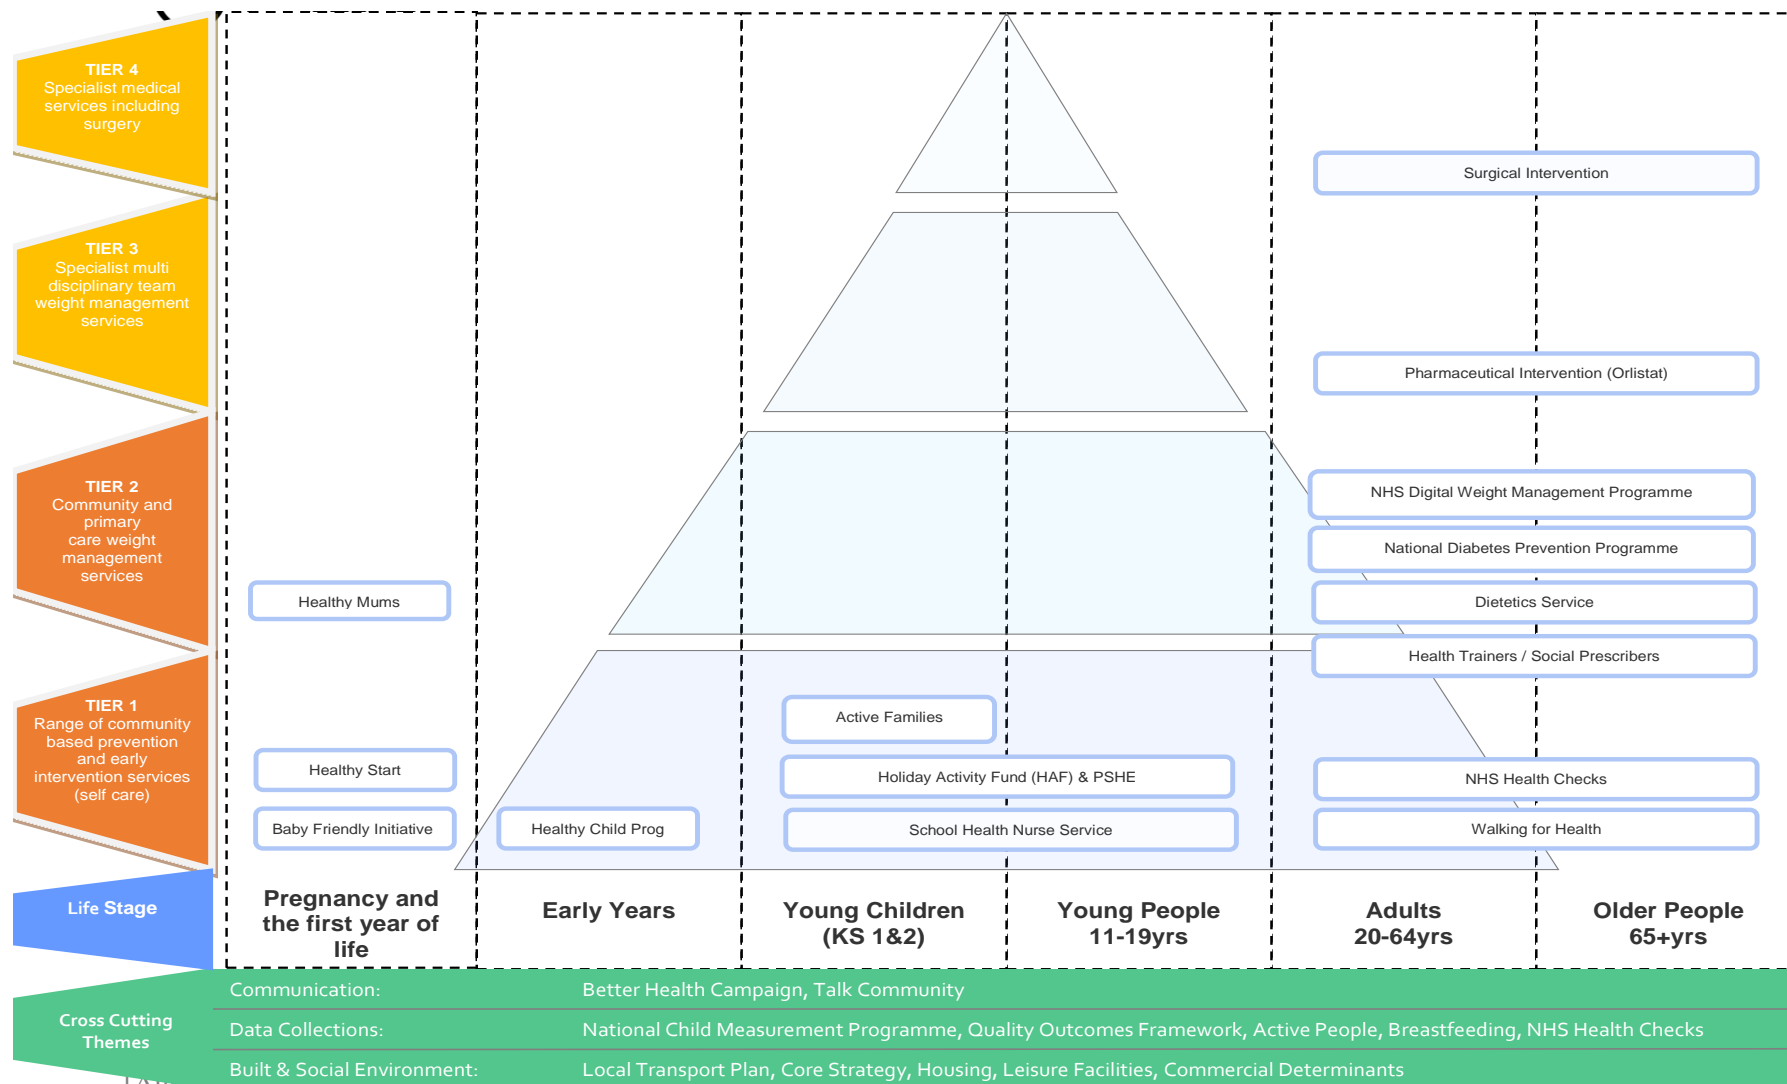 TIER 4
Specialist medical
services including
surgery
Surgical Intervention
TIER 3
Specialist multi
disciplinary team
weight management
services
Pharmaceutical Intervention (Orlistat)
TIER 2
Community and
primary
care weight
management
services
NHS Digital Weight Management Programme
National Diabetes Prevention Programme
Healthy Mums
Dietetics Service
Health Trainers / Social Prescribers
TIER 1
Range of community
based prevention
and early
intervention services
(self care)
Active Families
Healthy Start
Holiday Activity Fund (HAF) & PSHE
NHS Health Checks
Baby Friendly Initiative
Healthy Child Prog
School Health Nurse Service
Walking for Health
Life Stage
Pregnancy and
the first year of
life
Early Years
Young Children
(KS 1&2)
Young People
11-19yrs
Adults
20-64yrs
Older People
65+yrs
Cross Cutting
Themes
Communication: Better Health Campaign, Talk Community
Data Collections: National Child Measurement Programme, Quality Outcomes Framework, Active People, Breastfeeding, NHS Health Checks
Built & Social Environment: Local Transport Plan, Core Strategy, Housing, Leisure Facilities, Commercial Determinants